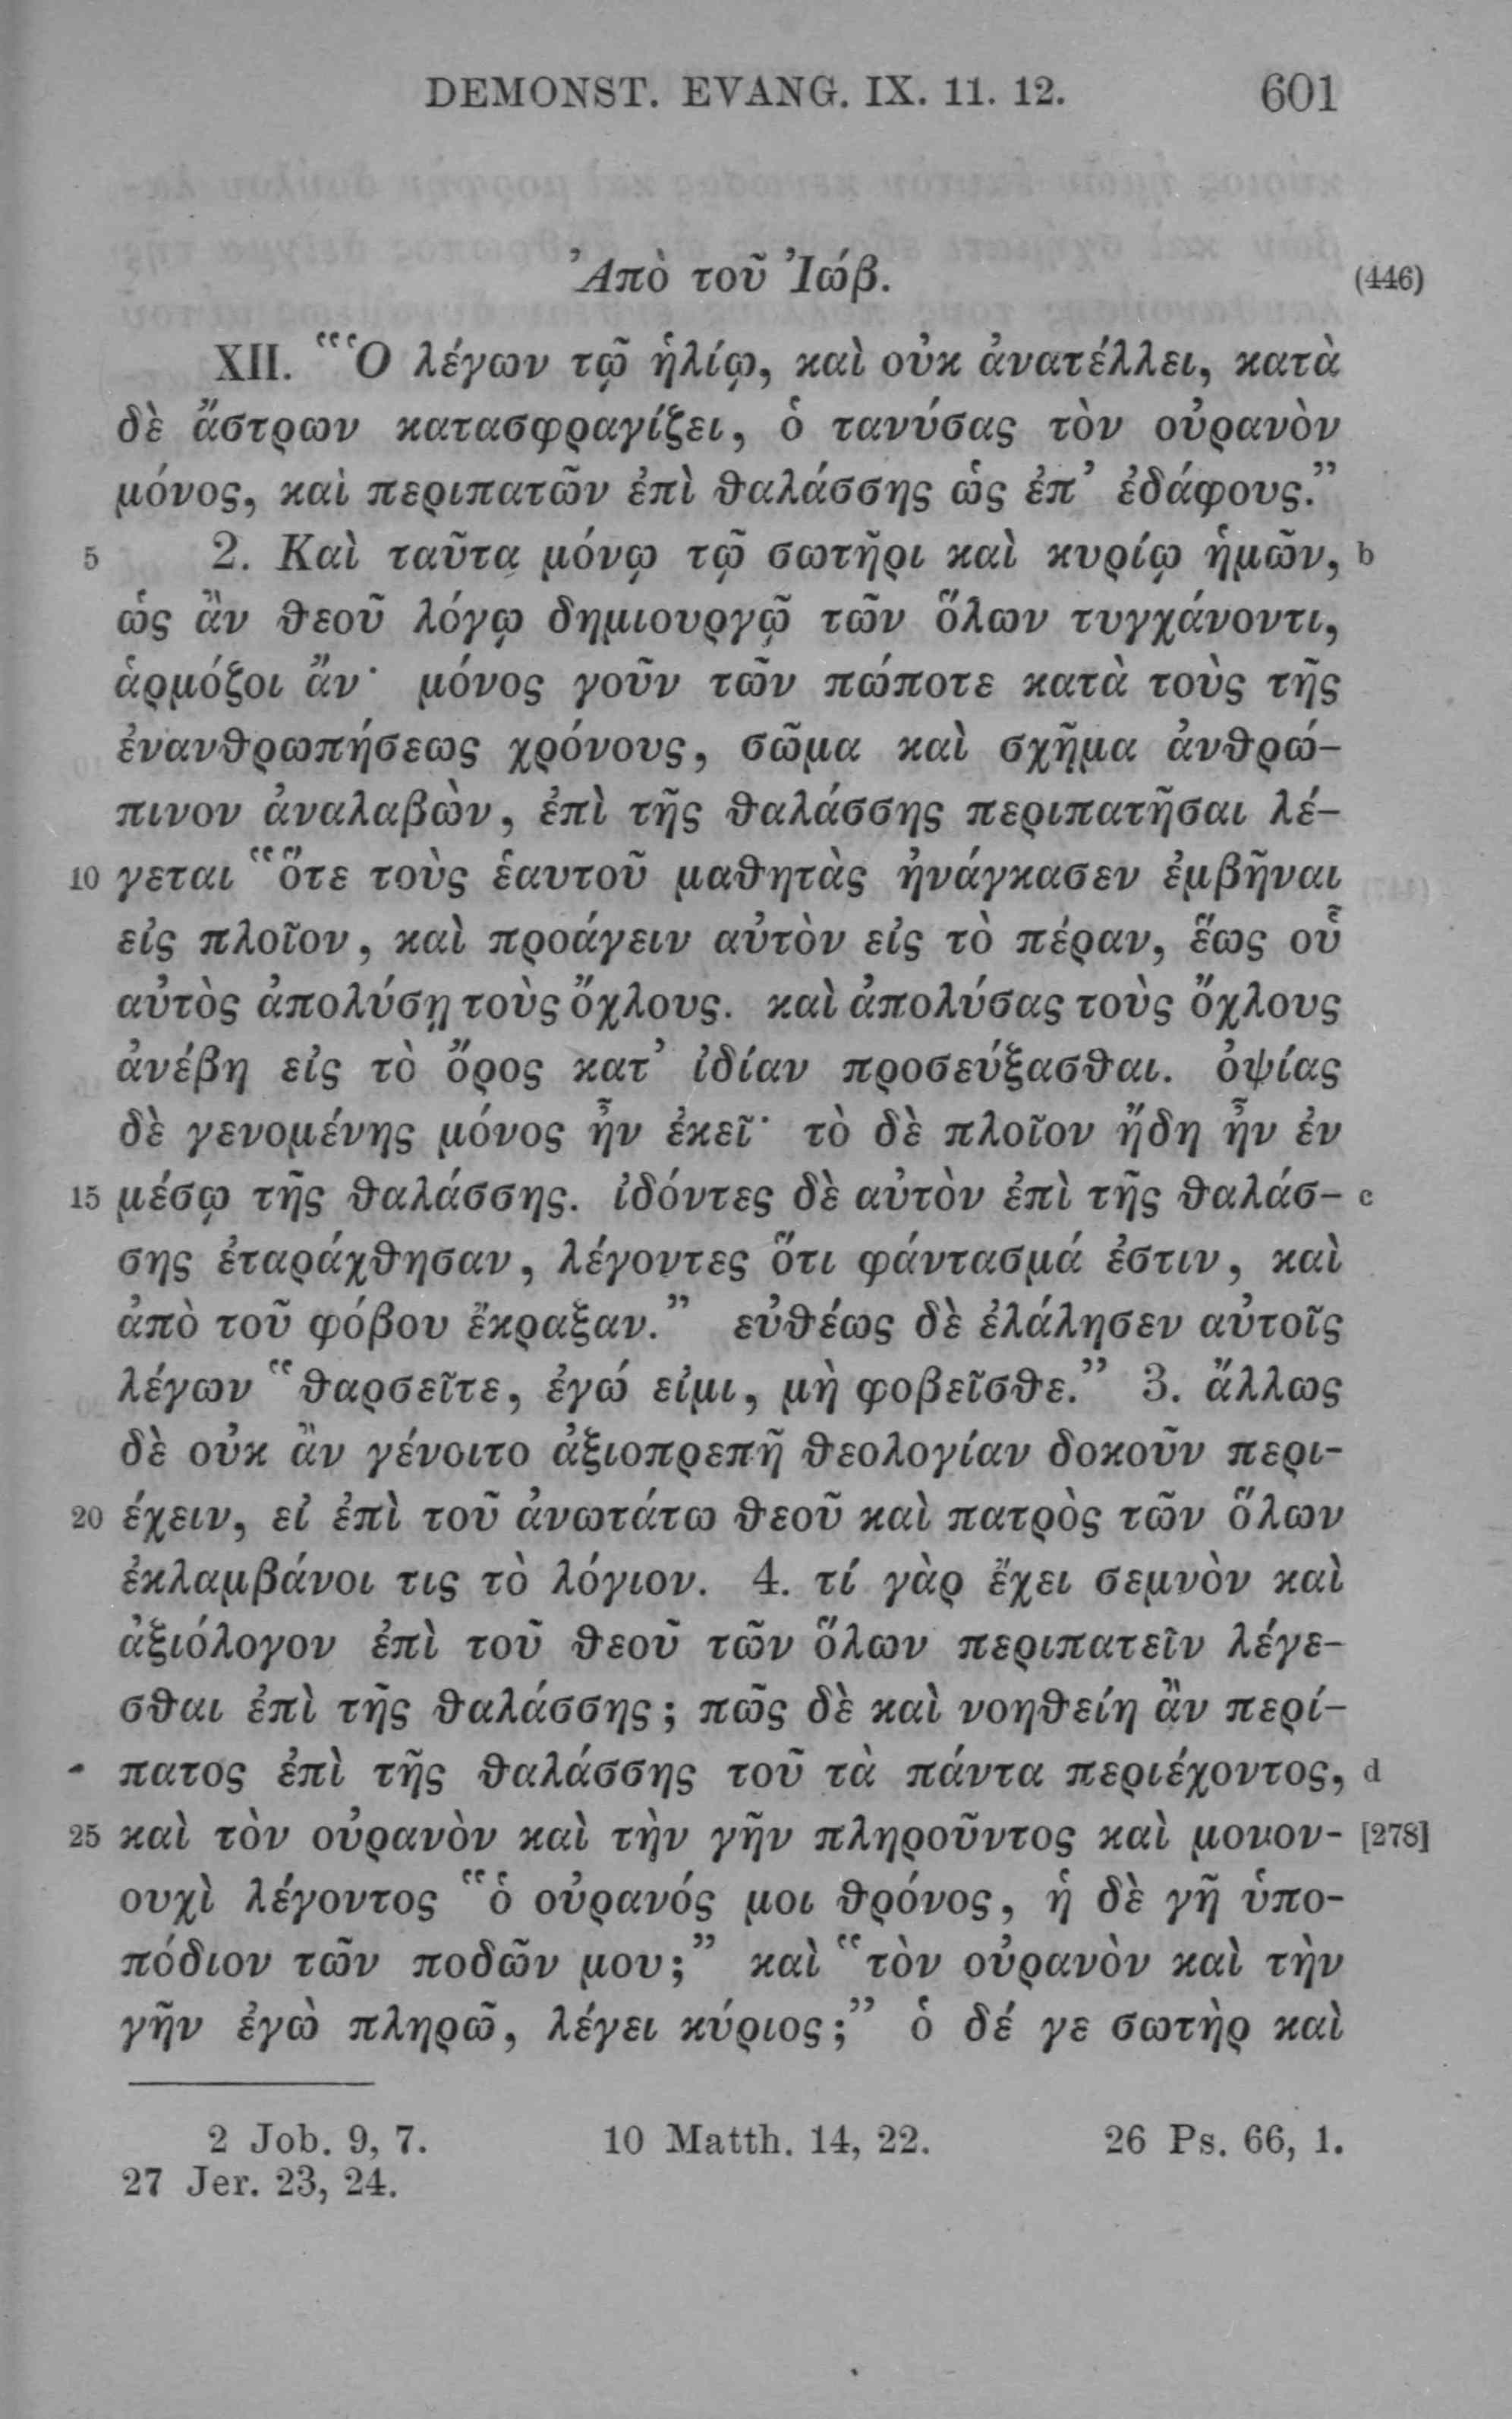 DEMONST. EVANG. IX. 11. 12. 601
Ἀπὸ τοῦ Ἰώβ. (446)
XII. “Ὁ λέγων τῷ ἡλίῳ, καὶ οὐκ ἀνατέλλει, κατὰ
δὲ ἄστρων κατασφραγίζει, ὁ τανύσας τὸν οὐρανὸν
μόνος, καὶ περιπατῶν ἐπὶ θαλάσσης ὡς ἐπ’ ἐδάφους.”
5 2. Καὶ ταῦτα μόνῳ τῷ σωτῆρι καὶ κυρίῳ ἡμῶν, b
ὡς ἂν θεοῦ λόγῳ δημιουργῷ τῶν ὅλων τυγχάνοντι,
ἁρμόζοι ἄν· μόνος γοῦν τῶν πώποτε κατὰ τοὺς τῆς
ἐνανθρωπήσεως χρόνους, σῶμα καὶ σχῆμα ἀνθρώ-
πινον ἀναλαβὼν, ἐπὶ τῆς θαλάσσης περιπατῆσαι λέ-
10 γεται “ὅτε τοὺς ἑαυτοῦ μαθητὰς ἠνάγκασεν ἐμβῆναι
εἰς πλοῖον, καὶ προάγειν αὐτὸν εἰς τὸ πέραν, ἕως οὗ
αὐτὸς ἀπολύσῃ τοὺς ὄχλους. καὶ ἀπολύσας τοὺς ὄχλους
ἀνέβη εἰς τὸ ὄρος κατ’ ἰδίαν προσεύξασθαι. ὀψίας
δὲ γενομένης μόνος ἦν ἐκεῖ· τὸ δὲ πλοῖον ἤδη ἦν ἐν
15 μέσῳ τῆς θαλάσσης. ἰδόντες δὲ αὐτὸν ἐπὶ τῆς θαλάσ- c
σης ἐταράχθησαν, λέγοντες ὅτι φάντασμά ἐστιν, καὶ
ἀπὸ τοῦ φόβου ἔκραξαν.” εὐθέως δὲ ἐλάλησεν αὐτοῖς
λέγων “θαρσεῖτε, ἐγώ εἰμι, μὴ φοβεῖσθε.” 3. ἄλλως
δὲ οὐκ ἂν γένοιτο ἀξιοπρεπῆ θεολογίαν δοκοῦν περι-
20 έχειν, εἰ ἐπὶ τοῦ ἀνωτάτω θεοῦ καὶ πατρὸς τῶν ὅλων
ἐκλαμβάνοι τις τὸ λόγιον. 4. τί γὰρ ἔχει σεμνὸν καὶ
ἀξιόλογον ἐπὶ τοῦ θεοῦ τῶν ὅλων περιπατεῖν λέγε-
σθαι ἐπὶ τῆς θαλάσσης; πῶς δὲ καὶ νοηθείη ἂν περί-
πατος ἐπὶ τῆς θαλάσσης τοῦ τὰ πάντα περιέχοντος, d
25 καὶ τὸν οὐρανὸν καὶ τὴν γῆν πληροῦντος καὶ μονον- [278]
ουχὶ λέγοντος “ὁ οὐρανός μοι θρόνος, ἡ δὲ γῆ ὑπο-
πόδιον τῶν ποδῶν μου;” καὶ “τὸν οὐρανὸν καὶ τὴν
γῆν ἐγὼ πληρῶ, λέγει κύριος;” ὁ δέ γε σωτὴρ καὶ
2 Job. 9, 7. 10 Matth. 14, 22. 26 Ps. 66, 1.
27 Jer. 23, 24.